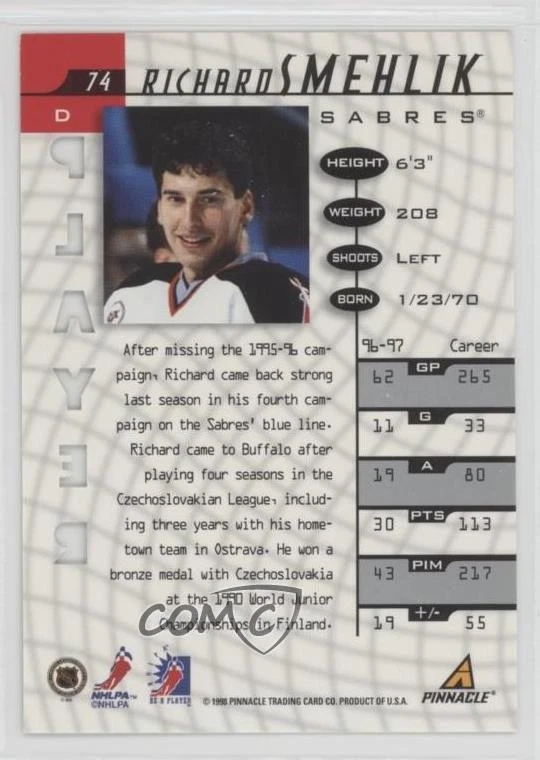 74 RICHARD SMEHLIK
D
SABRES®
PLAYER
HEIGHT 6'3"
WEIGHT 208
SHOOTS LEFT
BORN 1/23/70
After missing the 1995-96 cam-
paign, Richard came back strong
last season in his fourth cam-
paign on the Sabres' blue line.
Richard came to Buffalo after
playing four seasons in the
Czechoslovakian League, includ-
ing three years with his home-
town team in Ostrava. He won a
bronze medal with Czechoslovakia
at the 1990 World Junior
Championships in Finland.
96-97 Career
62 GP 265
11 G 33
19 A 80
30 PTS 113
43 PIM 217
19 +/- 55
COMC
NHLPA™
©NHLPA
BE A PLAYER
© 1998 PINNACLE TRADING CARD CO. PRODUCT OF U.S.A.
PINNACLE®